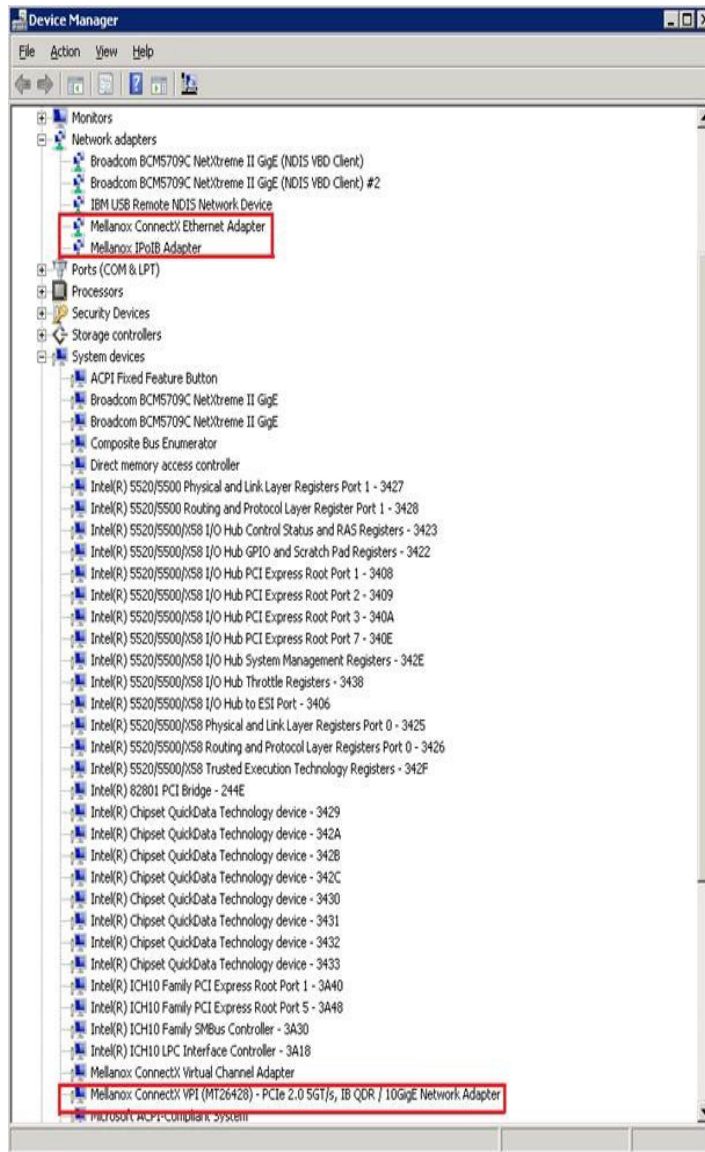 Device Manager
File Action View Help
Monitors
Network adapters
Broadcom BCM5709C NetXtreme II GigE (NDIS VBD Client)
Broadcom BCM5709C NetXtreme II GigE (NDIS VBD Client) #2
IBM USB Remote NDIS Network Device
Mellanox ConnectX Ethernet Adapter
Mellanox IPoIB Adapter
Ports (COM & LPT)
Processors
Security Devices
Storage controllers
System devices
ACPI Fixed Feature Button
Broadcom BCM5709C NetXtreme II GigE
Broadcom BCM5709C NetXtreme II GigE
Composite Bus Enumerator
Direct memory access controller
Intel(R) 5520/5500 Physical and Link Layer Registers Port 1 - 3427
Intel(R) 5520/5500 Routing and Protocol Layer Register Port 1 - 3428
Intel(R) 5520/5500/X58 I/O Hub Control Status and RAS Registers - 3423
Intel(R) 5520/5500/X58 I/O Hub GPIO and Scratch Pad Registers - 3422
Intel(R) 5520/5500/X58 I/O Hub PCI Express Root Port 1 - 3408
Intel(R) 5520/5500/X58 I/O Hub PCI Express Root Port 2 - 3409
Intel(R) 5520/5500/X58 I/O Hub PCI Express Root Port 3 - 340A
Intel(R) 5520/5500/X58 I/O Hub PCI Express Root Port 7 - 340E
Intel(R) 5520/5500/X58 I/O Hub System Management Registers - 342E
Intel(R) 5520/5500/X58 I/O Hub Throttle Registers - 3438
Intel(R) 5520/5500/X58 I/O Hub to ESI Port - 3406
Intel(R) 5520/5500/X58 Physical and Link Layer Registers Port 0 - 3425
Intel(R) 5520/5500/X58 Routing and Protocol Layer Registers Port 0 - 3426
Intel(R) 5520/5500/X58 Trusted Execution Technology Registers - 342F
Intel(R) 82801 PCI Bridge - 244E
Intel(R) Chipset QuickData Technology device - 3429
Intel(R) Chipset QuickData Technology device - 342A
Intel(R) Chipset QuickData Technology device - 342B
Intel(R) Chipset QuickData Technology device - 342C
Intel(R) Chipset QuickData Technology device - 3430
Intel(R) Chipset QuickData Technology device - 3431
Intel(R) Chipset QuickData Technology device - 3432
Intel(R) Chipset QuickData Technology device - 3433
Intel(R) ICH10 Family PCI Express Root Port 1 - 3A40
Intel(R) ICH10 Family PCI Express Root Port 5 - 3A48
Intel(R) ICH10 Family SMBus Controller - 3A30
Intel(R) ICH10 LPC Interface Controller - 3A18
Mellanox ConnectX Virtual Channel Adapter
Mellanox ConnectX VPI (MT26428) - PCIe 2.0 5GT/s, IB QDR / 10GigE Network Adapter
Microsoft ACPI-Compliant System